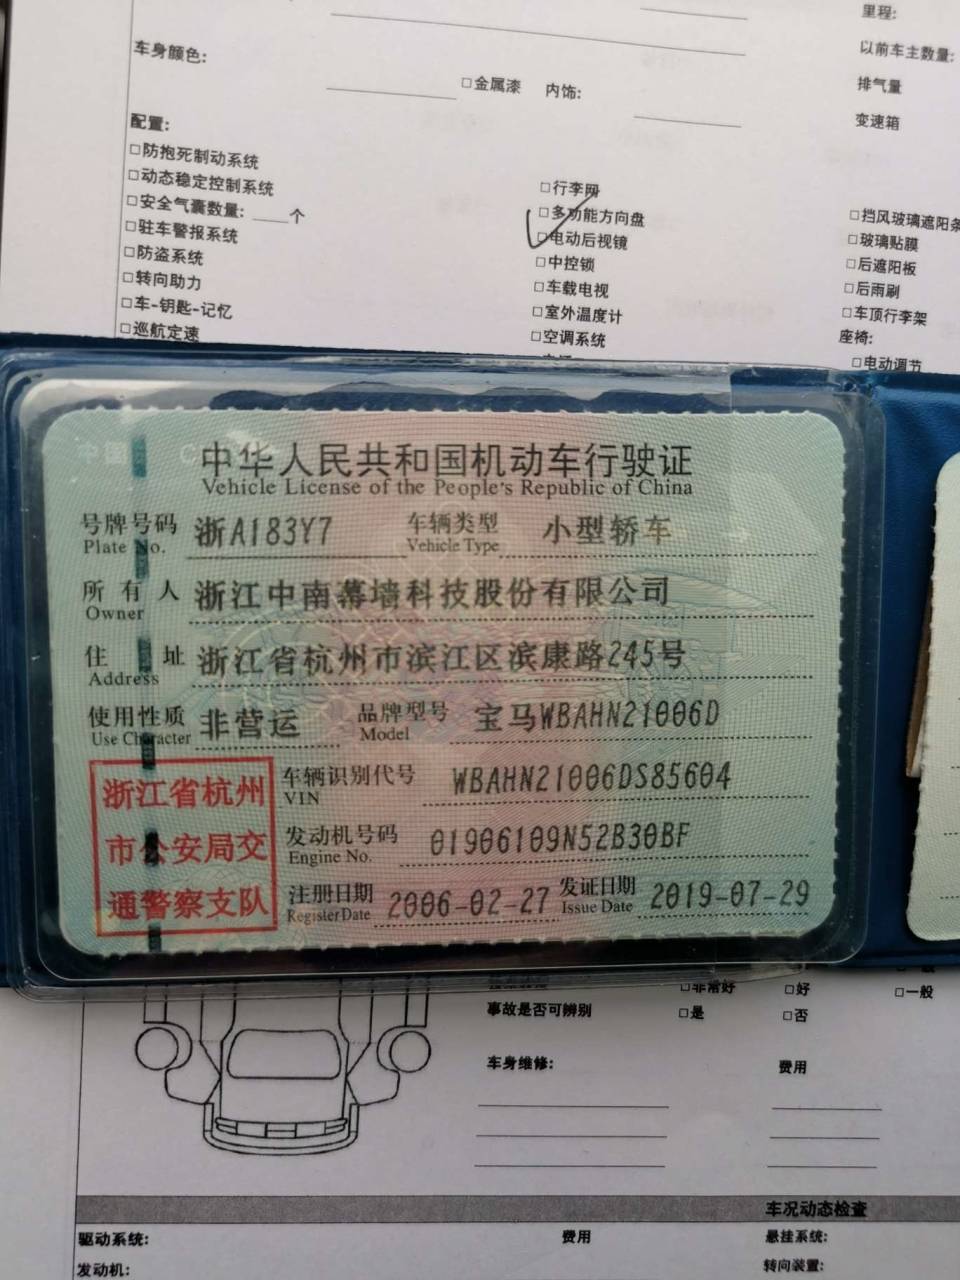 里程:
车身颜色:
以前车主数量:
□金属漆 内饰:
排气量
变速箱
配置:
□防抱死制动系统
□动态稳定控制系统
□安全气囊数量: ____个
□驻车警报系统
□防盗系统
□转向助力
□车-钥匙-记忆
□巡航定速
□行李网
□多功能方向盘
□电动后视镜
□中控锁
□车载电视
□室外温度计
□空调系统
□挡风玻璃遮阳条
□玻璃贴膜
□后遮阳板
□后雨刷
□车顶行李架
座椅:
□电动调节
中华人民共和国机动车行驶证
Vehicle License of the People's Republic of China
号牌号码 浙A183Y7 车辆类型 小型轿车
Plate No. Vehicle Type
所有人 浙江中南幕墙科技股份有限公司
Owner
住址 浙江省杭州市滨江区滨康路245号
Address
使用性质 非营运 品牌型号 宝马WBAHN21006D
Use Character Model
浙江省杭州
市公安局交
通警察支队
车辆识别代号 WBAHN21006DS85604
VIN
发动机号码 01906109N52B30BF
Engine No.
注册日期 2006-02-27 发证日期 2019-07-29
Register Date Issue Date
□非常好 □好 □一般
事故是否可辨别 □是 □否
车身维修: 费用
车况动态检查
驱动系统: 费用 悬挂系统:
发动机: 转向装置: